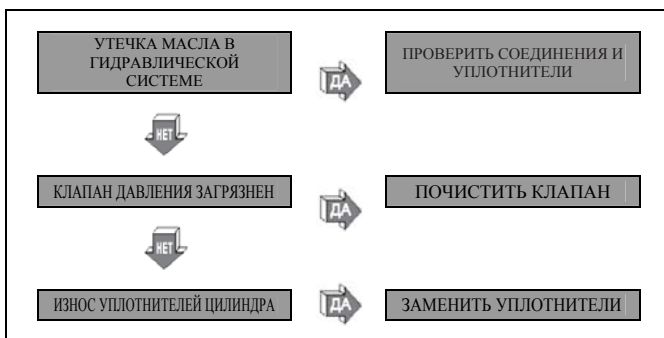 УТЕЧКА МАСЛА В
ГИДРАВЛИЧЕСКОЙ
СИСТЕМЕ
ДА
ПРОВЕРИТЬ СОЕДИНЕНИЯ И
УПЛОТНИТЕЛИ
НЕТ
КЛАПАН ДАВЛЕНИЯ ЗАГРЯЗНЕН
ДА
ПОЧИСТИТЬ КЛАПАН
НЕТ
ИЗНОС УПЛОТНИТЕЛЕЙ ЦИЛИНДРА
ДА
ЗАМЕНИТЬ УПЛОТНИТЕЛИ